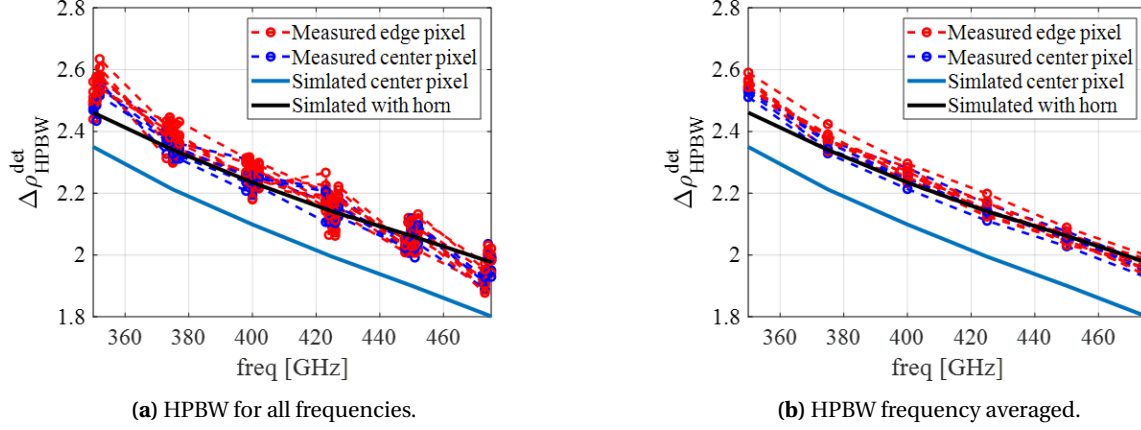 Measured edge pixel
Measured center pixel
Simlated center pixel
Simlated with horn
2.8
2.6
2.4
2.2
2
1.8
Δρ^det_HPBW
360 380 400 420 440 460
freq [GHz]
(a) HPBW for all frequencies.
Measured edge pixel
Measured center pixel
Simlated center pixel
Simulated with horn
2.8
2.6
2.4
2.2
2
1.8
Δρ^det_HPBW
360 380 400 420 440 460
freq [GHz]
(b) HPBW frequency averaged.